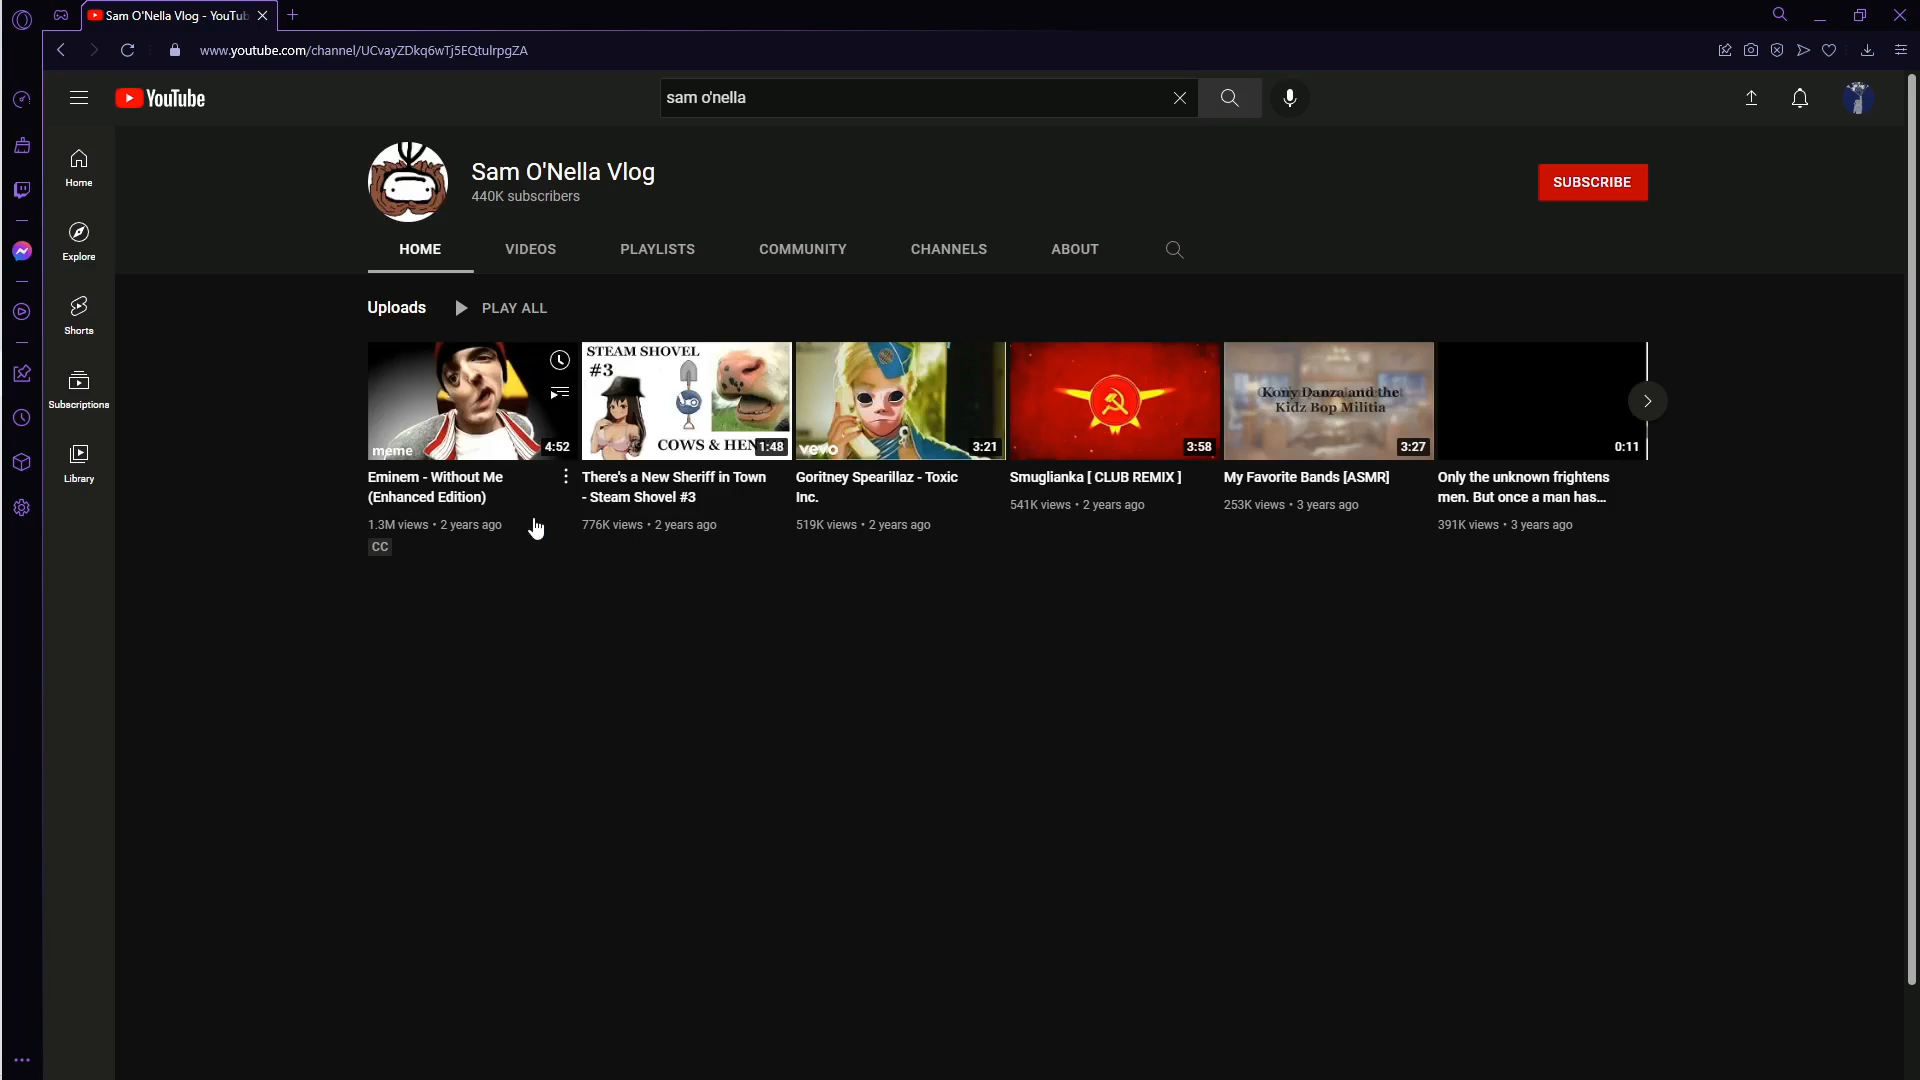 Sam O'Nella Vlog - YouTub
www.youtube.com/channel/UCvayZDkq6wTj5EQtulrpgZA
YouTube
sam o'nella
Home
Explore
Shorts
Subscriptions
Library
Sam O'Nella Vlog
440K subscribers
SUBSCRIBE
HOME VIDEOS PLAYLISTS COMMUNITY CHANNELS ABOUT
Uploads PLAY ALL
meme
4:52
Eminem - Without Me
(Enhanced Edition)
1.3M views • 2 years ago
CC
STEAM SHOVEL
#3
COWS & HEN
1:48
There's a New Sheriff in Town
- Steam Shovel #3
776K views • 2 years ago
vevo
3:21
Goritney Spearillaz - Toxic
Inc.
519K views • 2 years ago
3:58
Smuglianka [ CLUB REMIX ]
541K views • 2 years ago
Kony Danza and the
Kidz Bop Militia
3:27
My Favorite Bands [ASMR]
253K views • 3 years ago
0:11
Only the unknown frightens
men. But once a man has...
391K views • 3 years ago